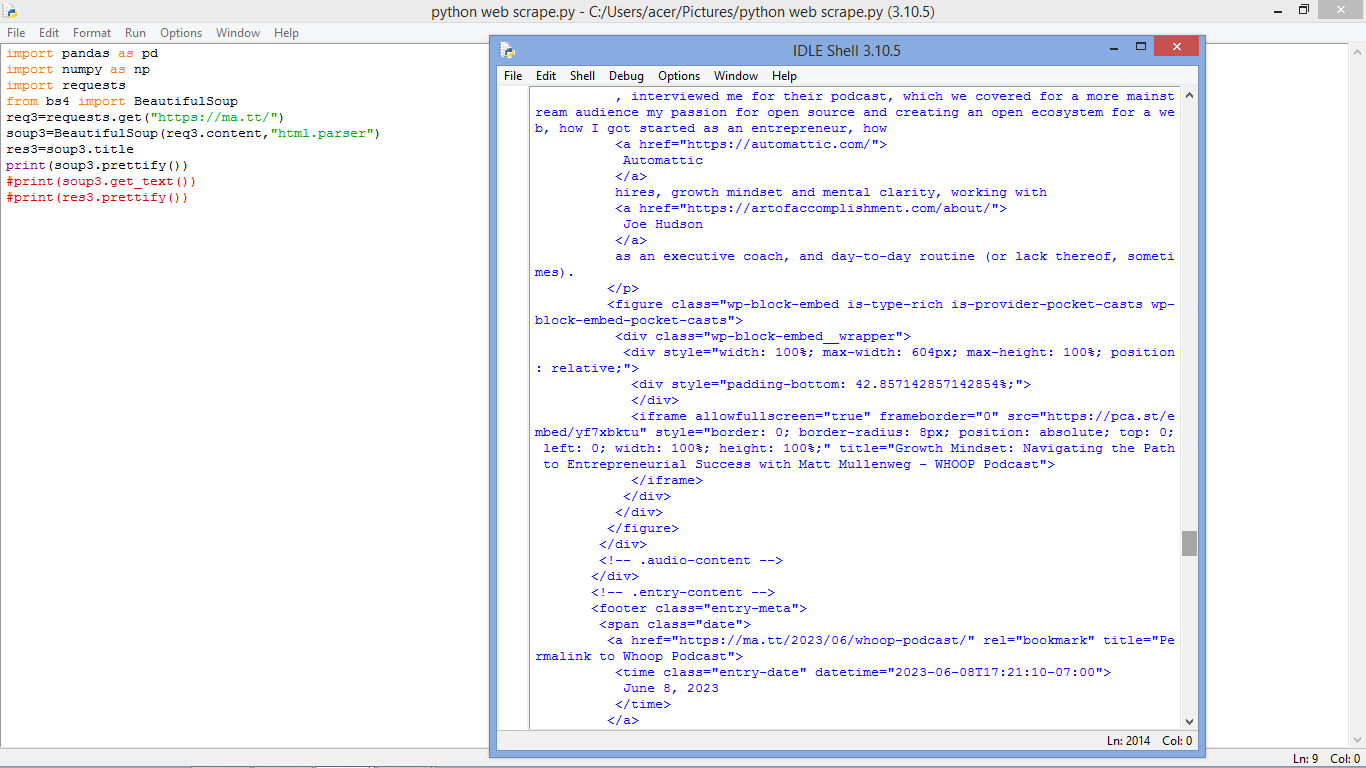 python web scrape.py - C:/Users/acer/Pictures/python web scrape.py (3.10.5)
File Edit Format Run Options Window Help
import pandas as pd
import numpy as np
import requests
from bs4 import BeautifulSoup
req3=requests.get("https://ma.tt/")
soup3=BeautifulSoup(req3.content,"html.parser")
res3=soup3.title
print(soup3.prettify())
#print(soup3.get_text())
#print(res3.prettify())
IDLE Shell 3.10.5
File Edit Shell Debug Options Window Help
, interviewed me for their podcast, which we covered for a more mainst
ream audience my passion for open source and creating an open ecosystem for a we
b, how I got started as an entrepreneur, how
<a href="https://automattic.com/">
Automattic
</a>
hires, growth mindset and mental clarity, working with
<a href="https://artofaccomplishment.com/about/">
Joe Hudson
</a>
as an executive coach, and day-to-day routine (or lack thereof, someti
mes).
</p>
<figure class="wp-block-embed is-type-rich is-provider-pocket-casts wp-
block-embed-pocket-casts">
<div class="wp-block-embed__wrapper">
<div style="width: 100%; max-width: 604px; max-height: 100%; position
: relative;">
<div style="padding-bottom: 42.857142857142854%;">
</div>
<iframe allowfullscreen="true" frameborder="0" src="https://pca.st/e
mbed/yf7xbktu" style="border: 0; border-radius: 8px; position: absolute; top: 0;
left: 0; width: 100%; height: 100%;" title="Growth Mindset: Navigating the Path
to Entrepreneurial Success with Matt Mullenweg - WHOOP Podcast">
</iframe>
</div>
</div>
</figure>
</div>
<!-- .audio-content -->
</div>
<!-- .entry-content -->
<footer class="entry-meta">
<span class="date">
<a href="https://ma.tt/2023/06/whoop-podcast/" rel="bookmark" title="Pe
rmalink to Whoop Podcast">
<time class="entry-date" datetime="2023-06-08T17:21:10-07:00">
June 8, 2023
</time>
</a>
Ln: 2014 Col: 0
Ln: 9 Col: 0